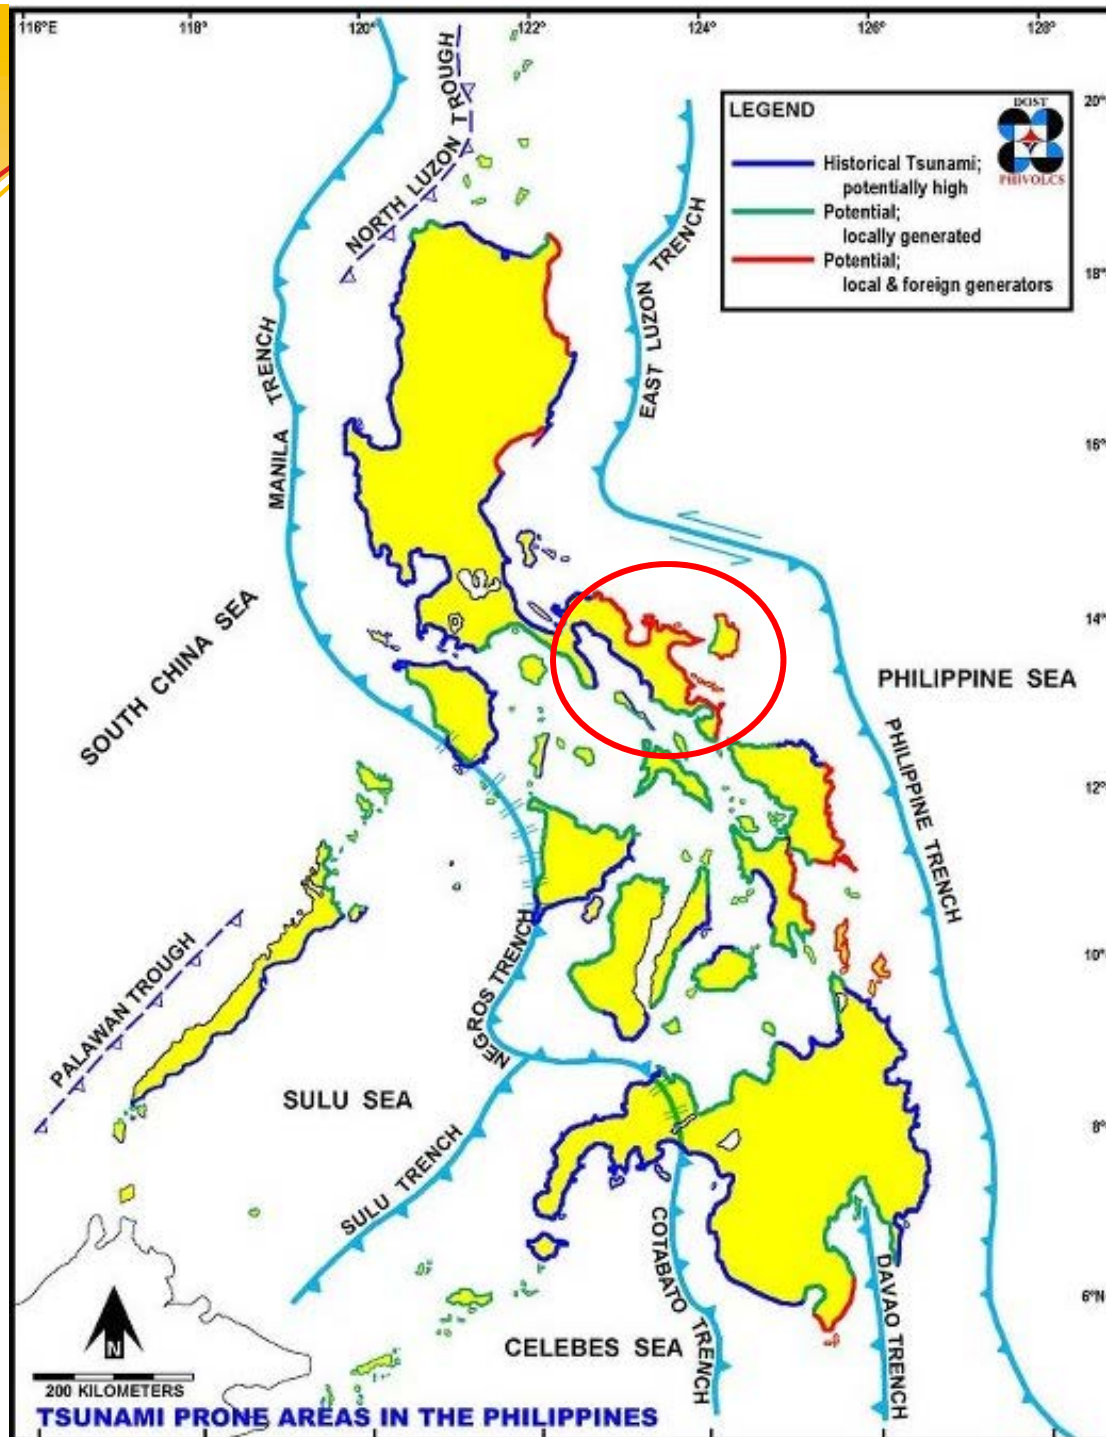 116°E
118°
120°
122°
124°
126°
128°
LEGEND
DOST
PHIVOLCS
Historical Tsunami;
potentially high
Potential;
locally generated
Potential;
local & foreign generators
20°
18°
16°
14°
12°
10°
8°
6°N
NORTH LUZON TROUGH
EAST LUZON TRENCH
MANILA TRENCH
SOUTH CHINA SEA
PHILIPPINE SEA
PHILIPPINE TRENCH
PALAWAN TROUGH
NEGROS TRENCH
SULU SEA
SULU TRENCH
COTABATO TRENCH
DAVAO TRENCH
CELEBES SEA
N
200 KILOMETERS
TSUNAMI PRONE AREAS IN THE PHILIPPINES